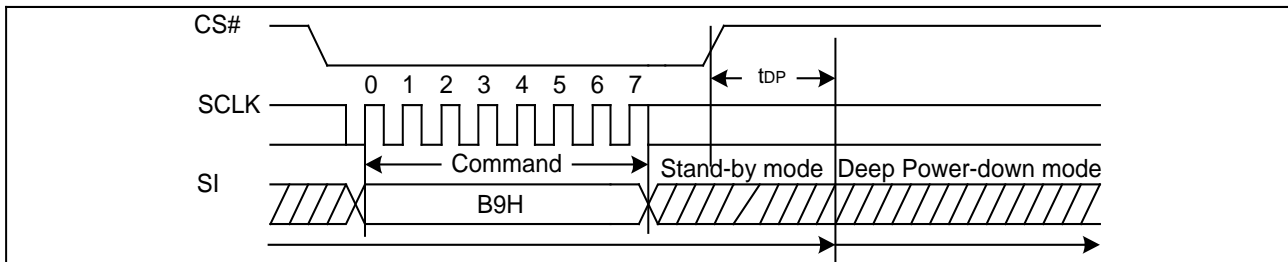 CS#
tDP
0 1 2 3 4 5 6 7
SCLK
Command
Stand-by mode Deep Power-down mode
SI
B9H